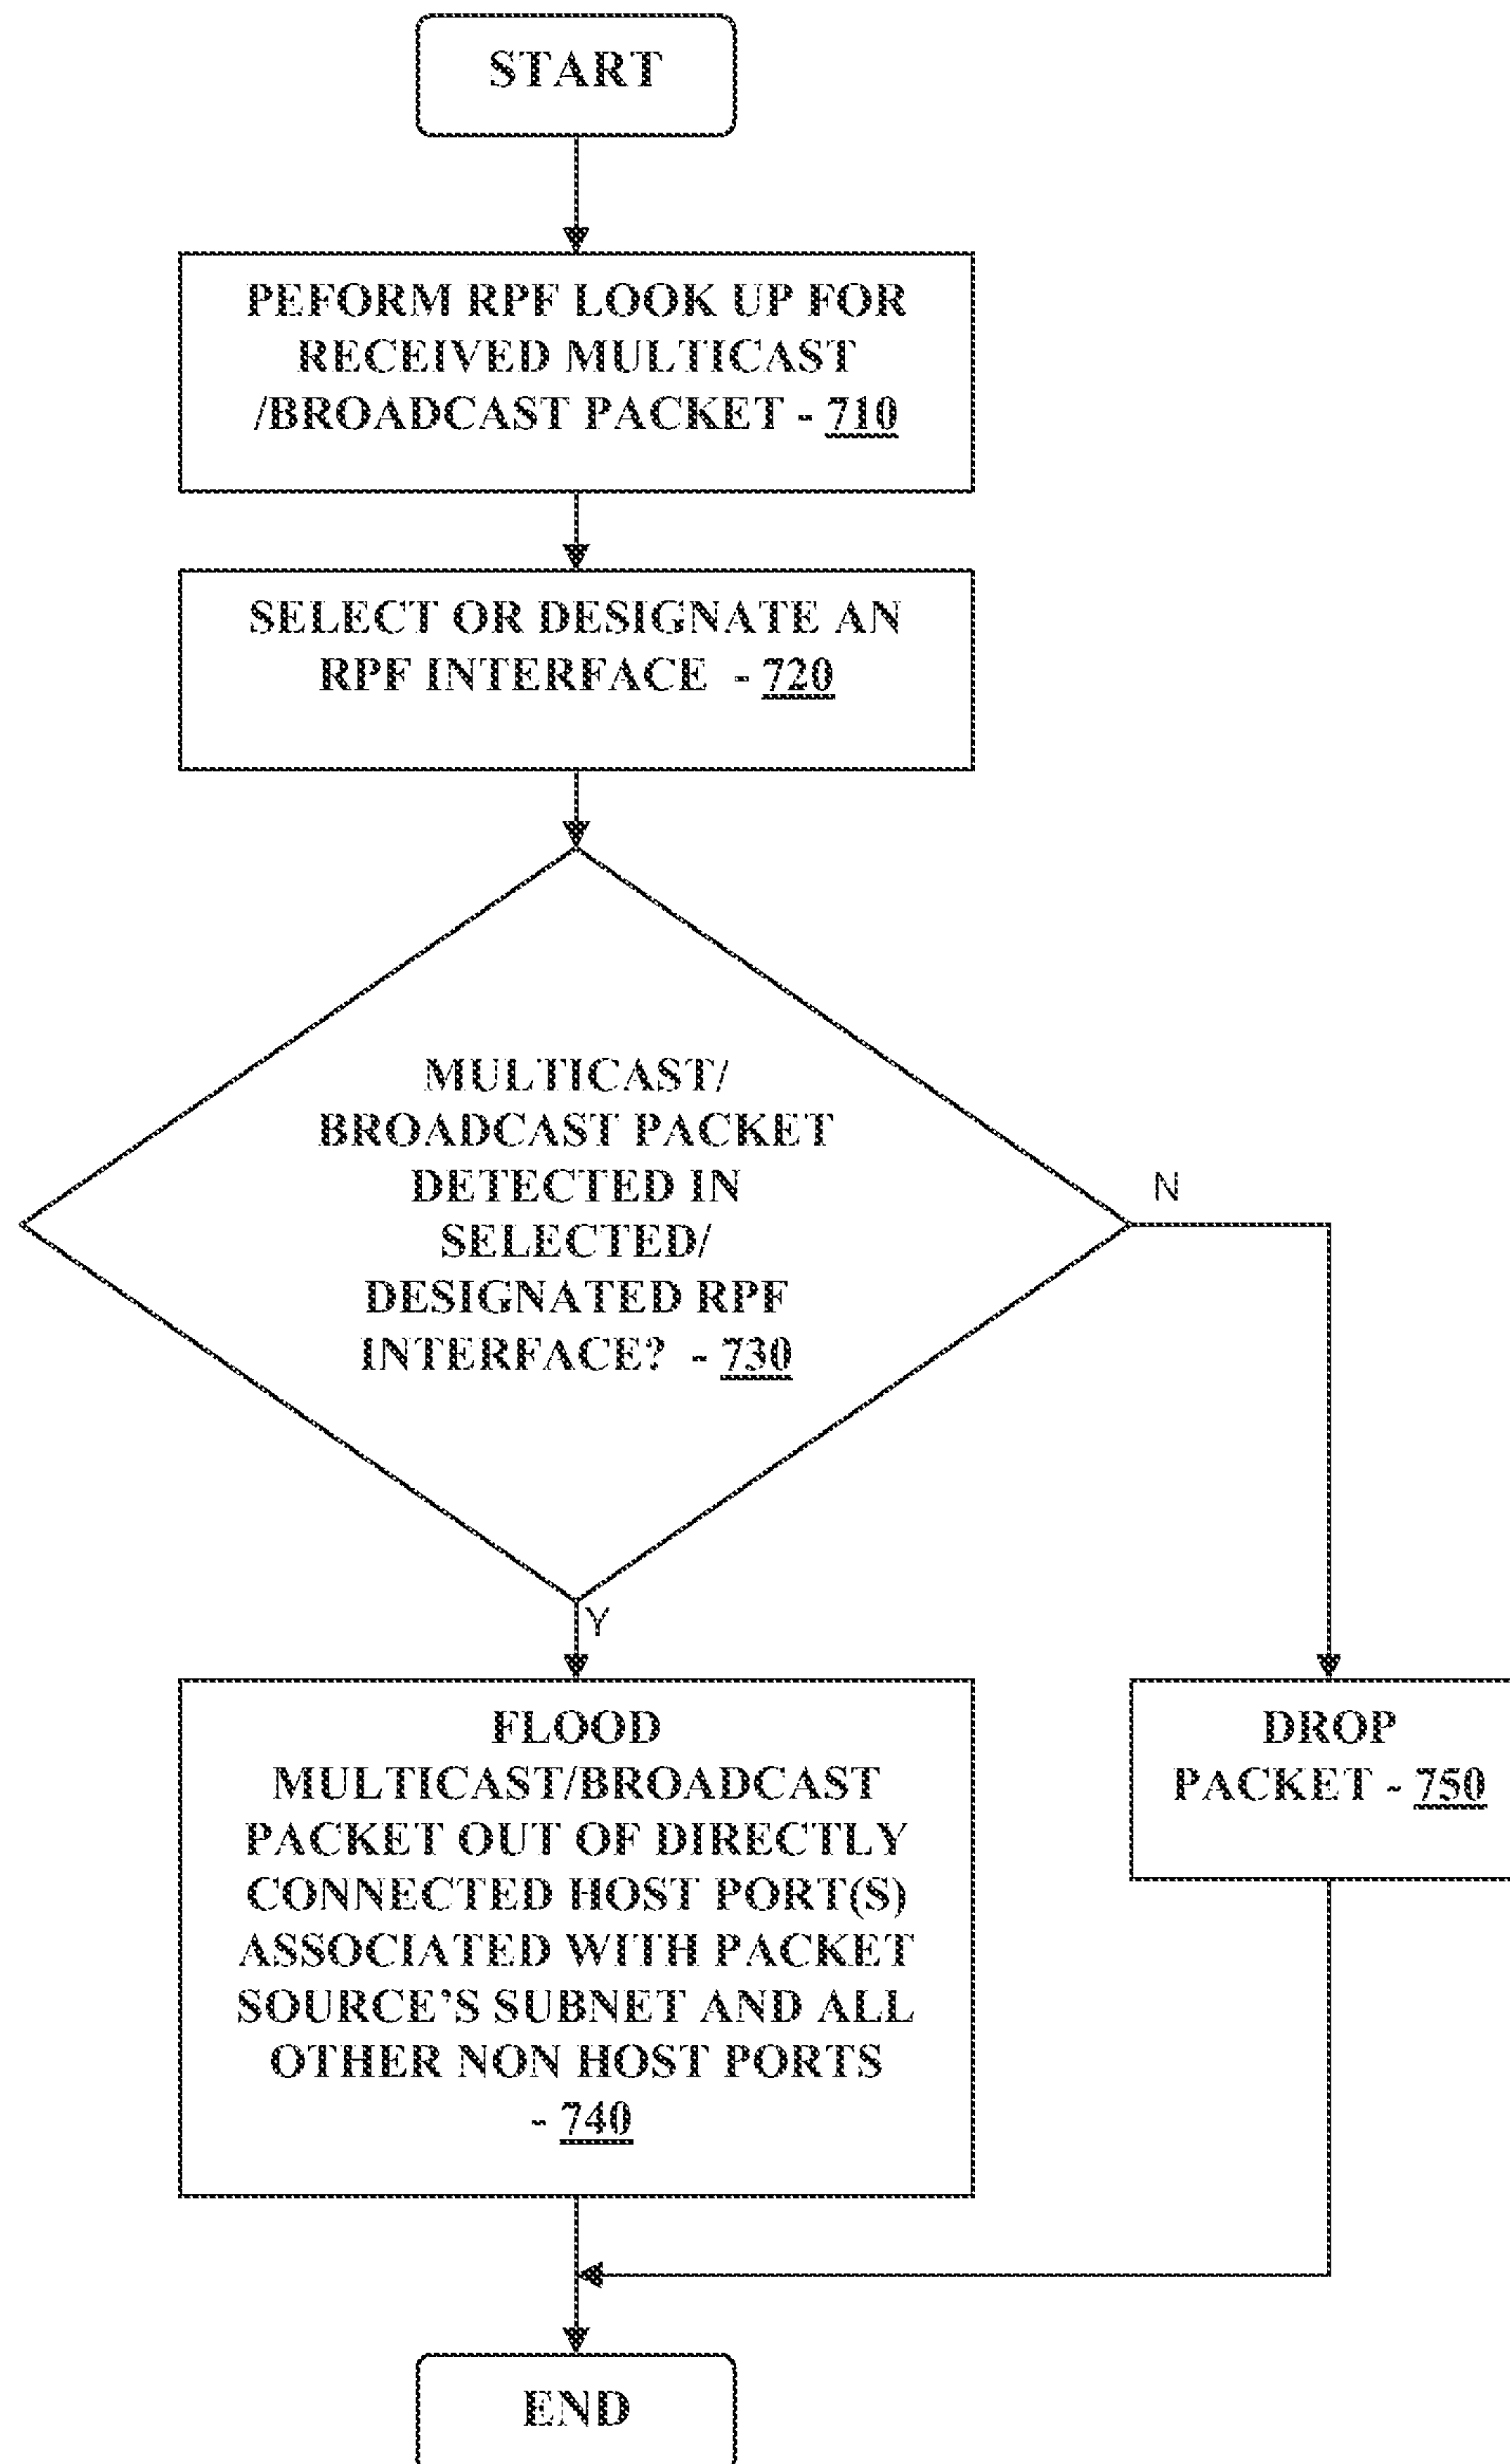 START
PEFORM RPF LOOK UP FOR
RECEIVED MULTICAST
/BROADCAST PACKET - 710
SELECT OR DESIGNATE AN
RPF INTERFACE - 720
MULTICAST/
BROADCAST PACKET
DETECTED IN
SELECTED/
DESIGNATED RPF
INTERFACE? - 730
N
Y
FLOOD
MULTICAST/BROADCAST
PACKET OUT OF DIRECTLY
CONNECTED HOST PORT(S)
ASSOCIATED WITH PACKET
SOURCE’S SUBNET AND ALL
OTHER NON HOST PORTS
- 740
DROP
PACKET - 750
END